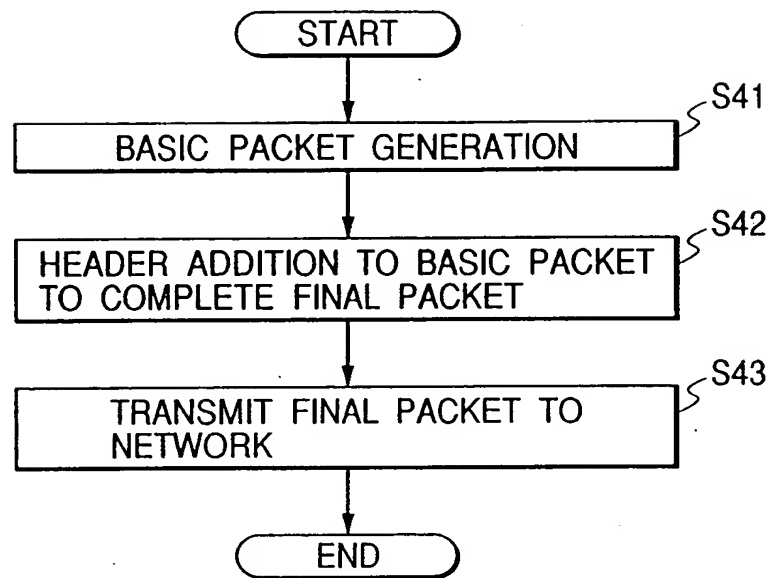 START
S41
BASIC PACKET GENERATION
S42
HEADER ADDITION TO BASIC PACKET
TO COMPLETE FINAL PACKET
S43
TRANSMIT FINAL PACKET TO
NETWORK
END